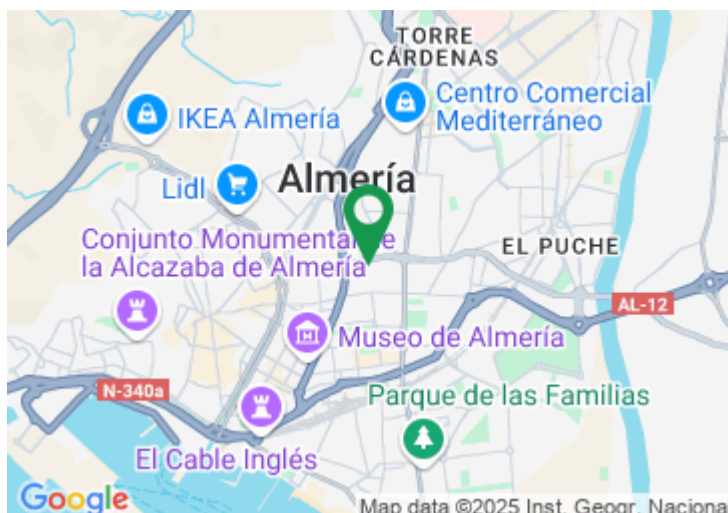 TORRE
CÁRDENAS
Centro Comercial
Mediterráneo
IKEA Almería
Lidl
Almería
Conjunto Monumental de
la Alcazaba de Almería
EL PUCHE
AL-12
Museo de Almería
N-340a
Parque de las Familias
El Cable Inglés
Google
Map data ©2025 Inst. Geogr. Naciona